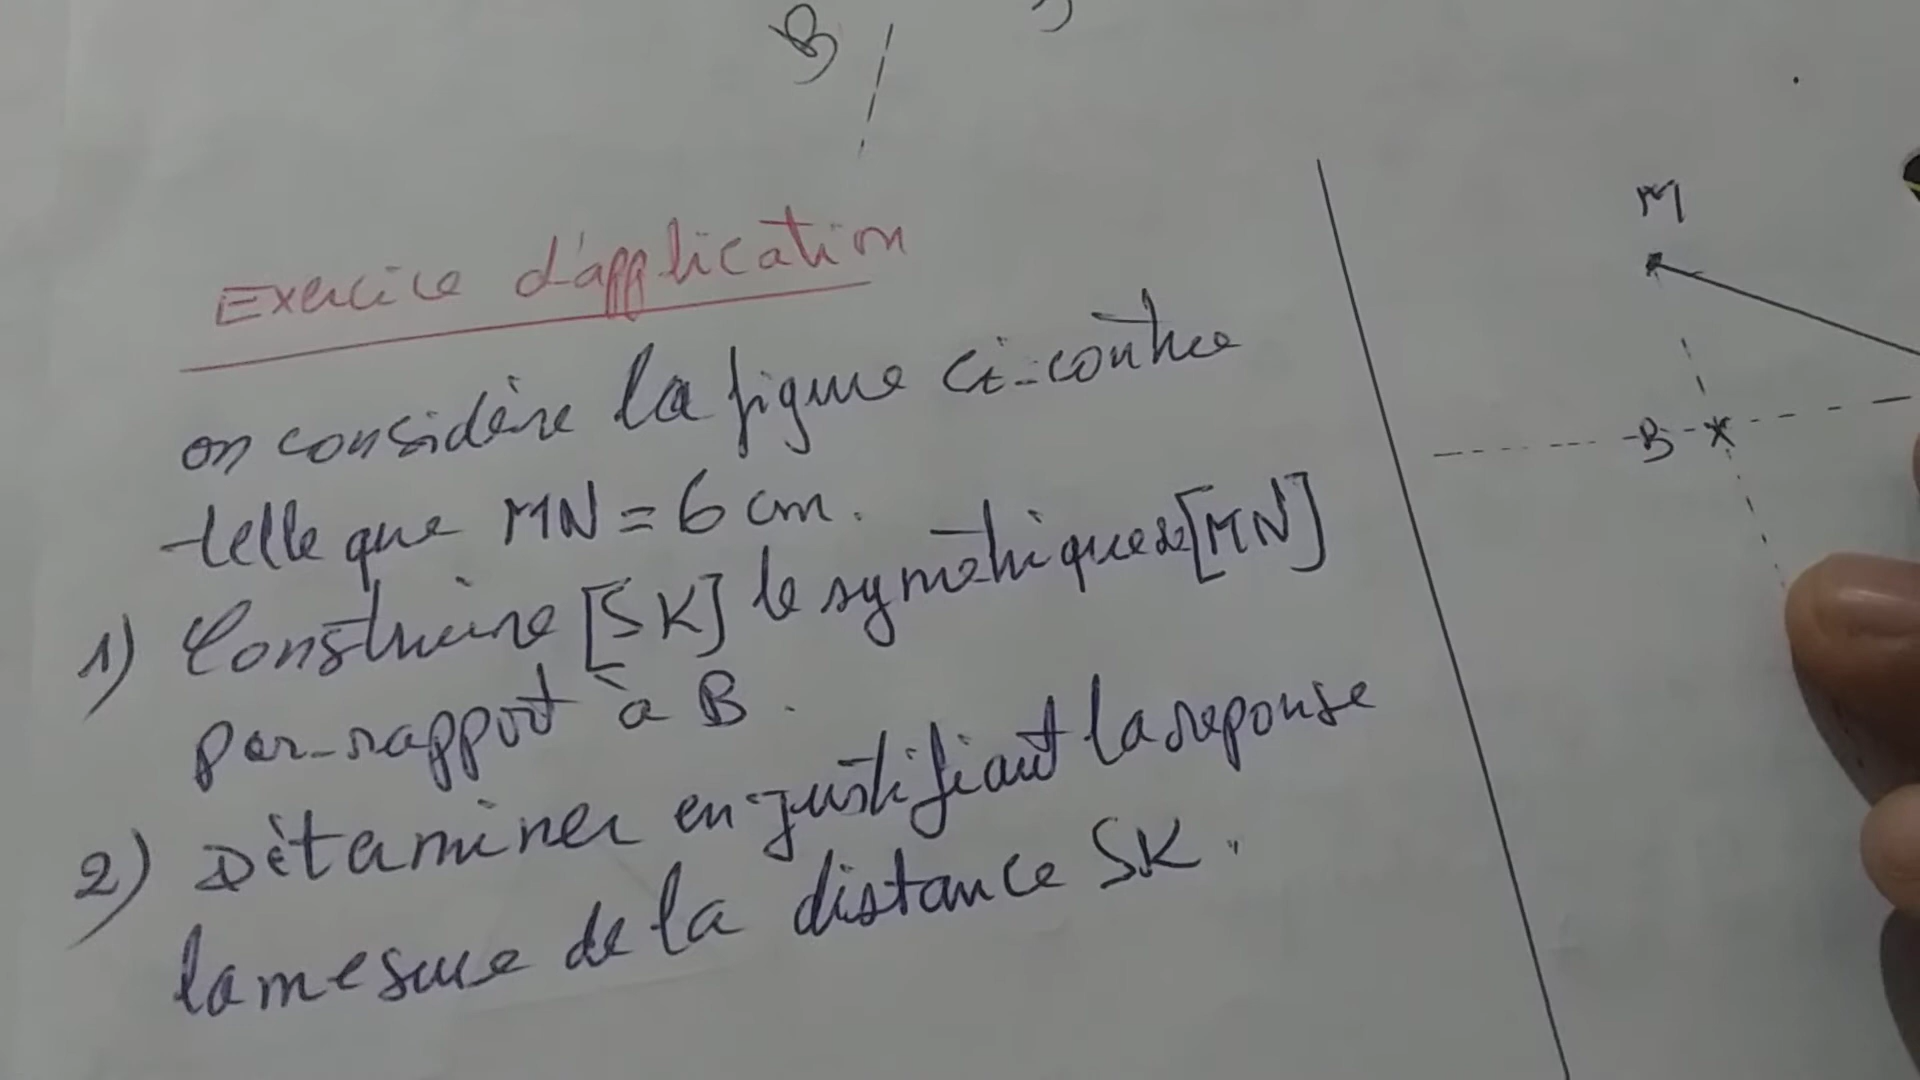 B
Exercice d'application
on considère la figure ci-contre
telle que MN = 6 cm.
1) Construire [SK] le symétrique de [MN]
par-rapport à B.
2) Déterminer en justifiant la reponse
la mesure de la distance SK.
M
B